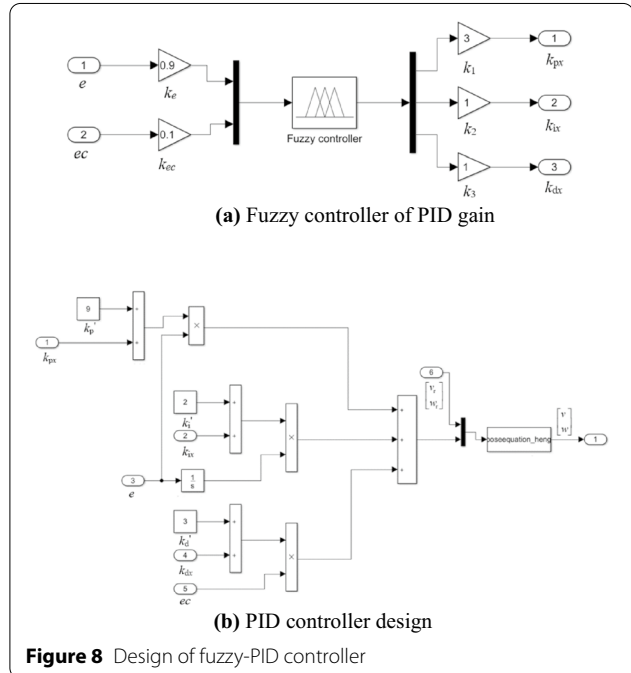 1
e
0.9
k_e
2
ec
0.1
k_ec
Fuzzy controller
3
k_1
1
k_px
1
k_2
2
k_ix
1
k_3
3
k_dx
(a) Fuzzy controller of PID gain
9
k_p'
1
k_px
+
+
×
2
k_i'
2
k_ix
+
+
×
3
e
1/s
3
k_d'
4
k_dx
5
ec
+
+
×
+
+
+
6
[v_r
w_r]
oseequation_heng
[v
w]
1
(b) PID controller design
Figure 8 Design of fuzzy-PID controller